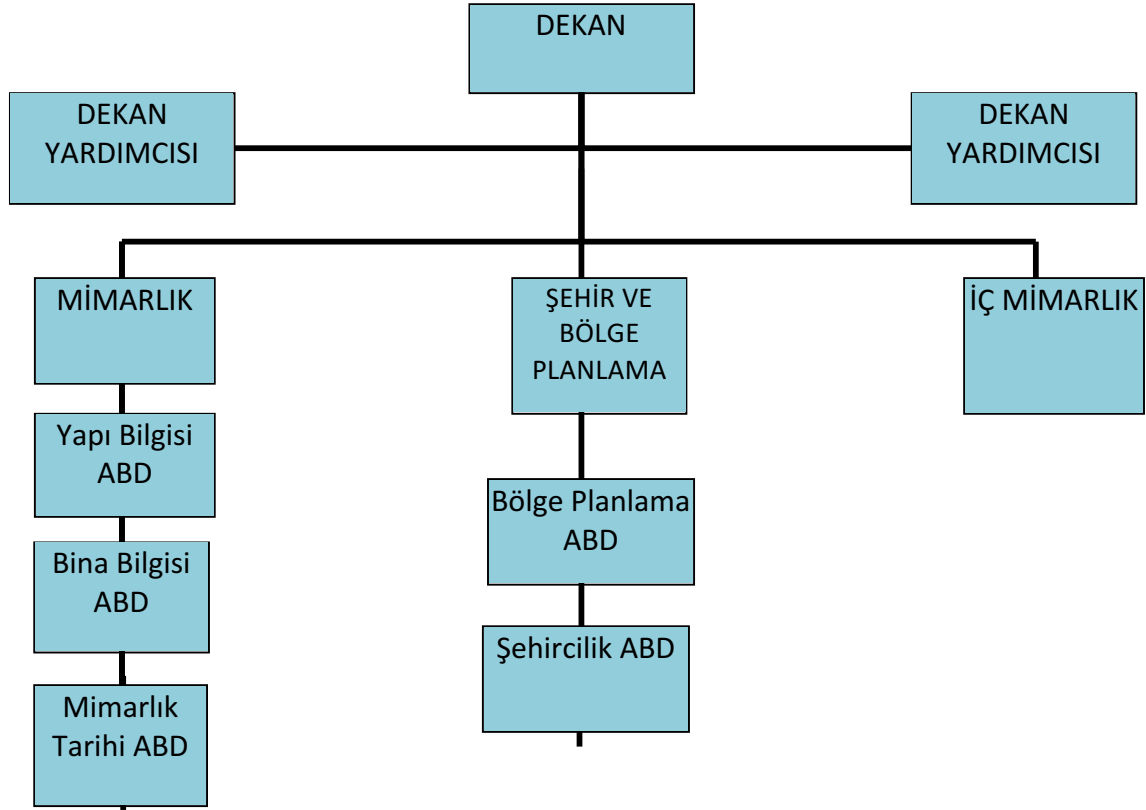 DEKAN
DEKAN
YARDIMCISI
DEKAN
YARDIMCISI
MİMARLIK
ŞEHİR VE
BÖLGE
PLANLAMA
İÇ MİMARLIK
Yapı Bilgisi
ABD
Bölge Planlama
ABD
Bina Bilgisi
ABD
Şehircilik ABD
Mimarlık
Tarihi ABD